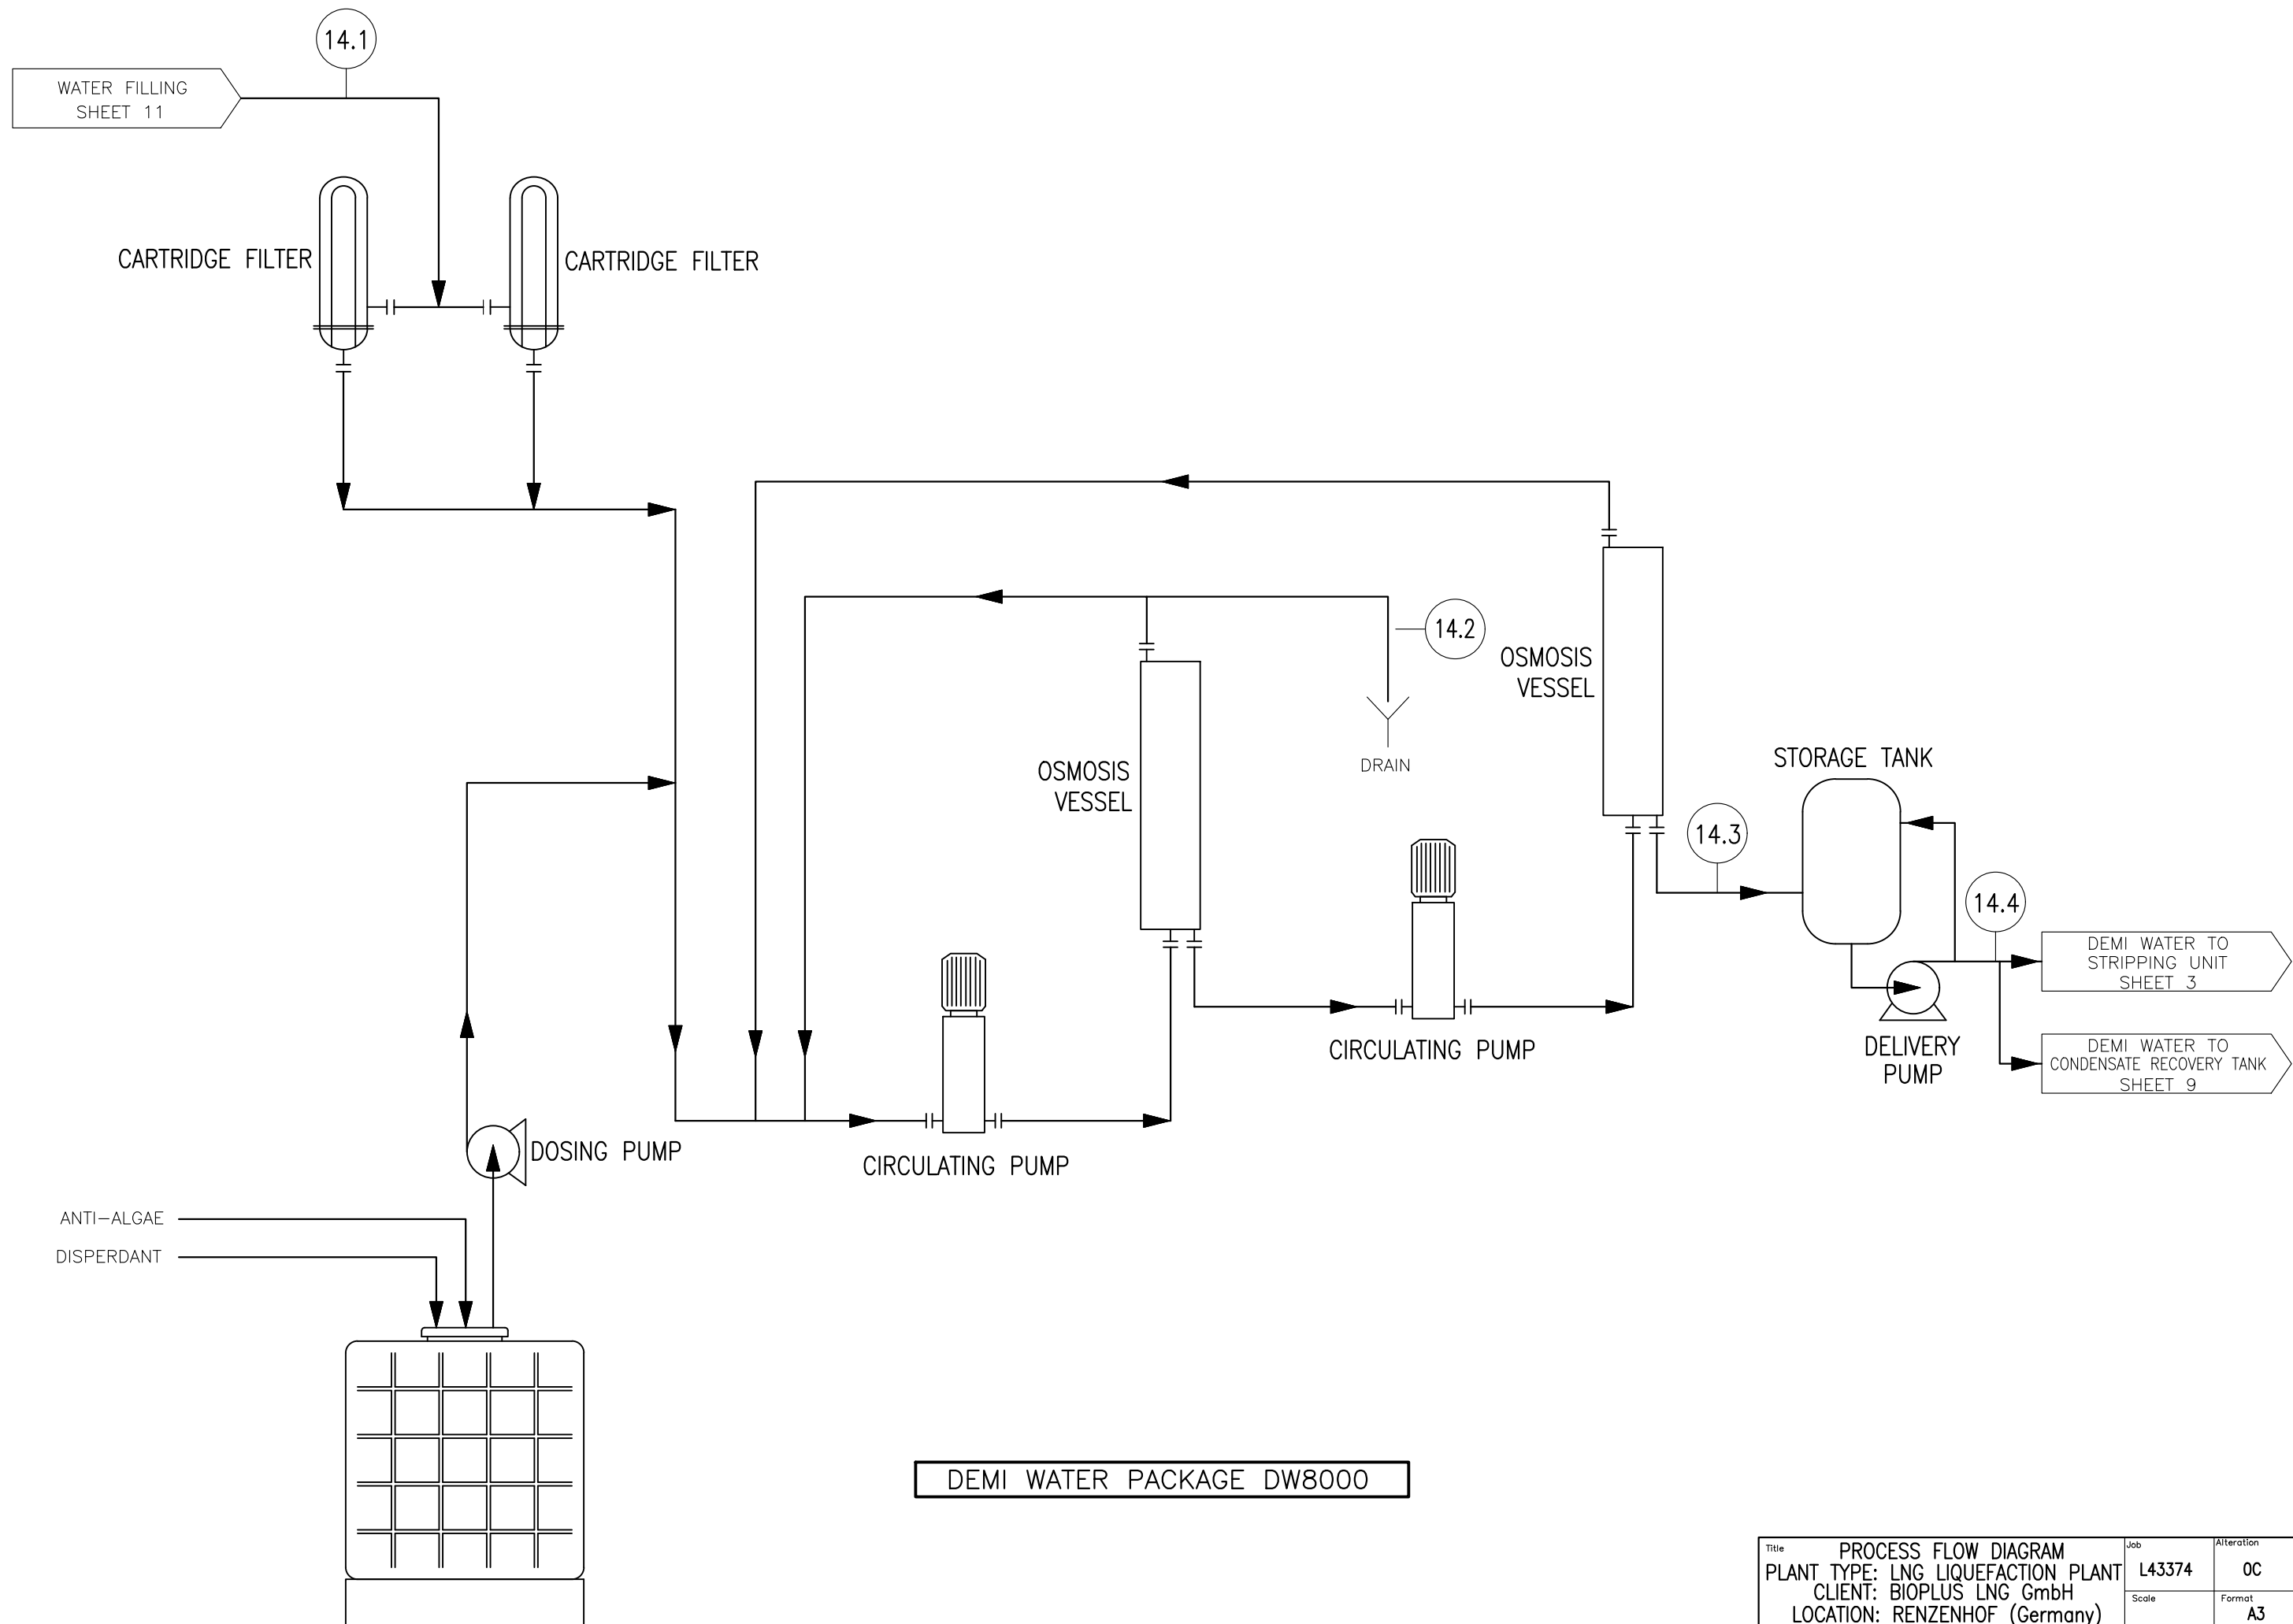 14.1
WATER FILLING
SHEET 11
CARTRIDGE FILTER
CARTRIDGE FILTER
14.2
OSMOSIS
VESSEL
OSMOSIS
VESSEL
DRAIN
STORAGE TANK
14.3
14.4
DEMI WATER TO
STRIPPING UNIT
SHEET 3
DELIVERY
PUMP
DEMI WATER TO
CONDENSATE RECOVERY TANK
SHEET 9
CIRCULATING PUMP
CIRCULATING PUMP
DOSING PUMP
ANTI-ALGAE
DISPERDANT
DEMI WATER PACKAGE DW8000
Title
PROCESS FLOW DIAGRAM
PLANT TYPE: LNG LIQUEFACTION PLANT
CLIENT: BIOPLUS LNG GmbH
LOCATION: RENZENHOF (Germany)
Job
L43374
Alteration
0C
Scale
Format
A3